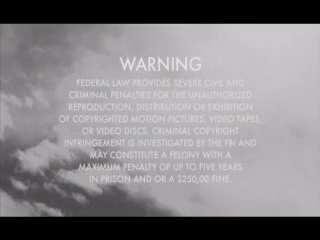 WARNING
FEDERAL LAW PROVIDES SEVERE CIVIL AND
CRIMINAL PENALTIES FOR THE UNAUTHORIZED
REPRODUCTION, DISTRIBUTION OR EXHIBITION
OF COPYRIGHTED MOTION PICTURES, VIDEO TAPES,
OR VIDEO DISCS. CRIMINAL COPYRIGHT
INFRINGEMENT IS INVESTIGATED BY THE FBI AND
MAY CONSTITUTE A FELONY WITH A
MAXIMUM PENALTY OF UP TO FIVE YEARS
IN PRISON AND OR A $250,00 FINE.